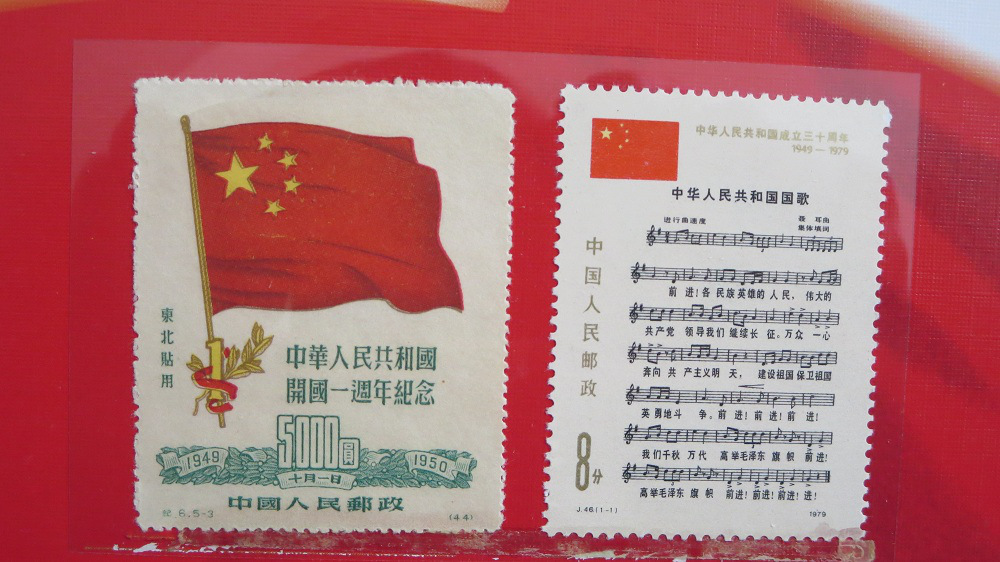 東北貼用
中華人民共和國
開國一週年紀念
5000圓
1949
1950
十月一日
中國人民郵政
紀.6.5-3
(44)
中华人民共和国成立三十周年
1949—1979
中华人民共和国国歌
进行曲速度
聂 耳曲
集体填词
中国人民邮政
前 进!各 民族英雄的 人 民, 伟大的
共产党 领导我们 继续长 征。万众 一心
奔向 共 产主义明 天, 建设祖国 保卫祖国
英 勇地斗 争。前 进!前 进!前 进!
我们千秋 万代 高举毛泽东 旗 帜 前进!
高举毛泽东 旗 帜 前进!前进!前进! 进!
8分
J.46.(1-1)
1979